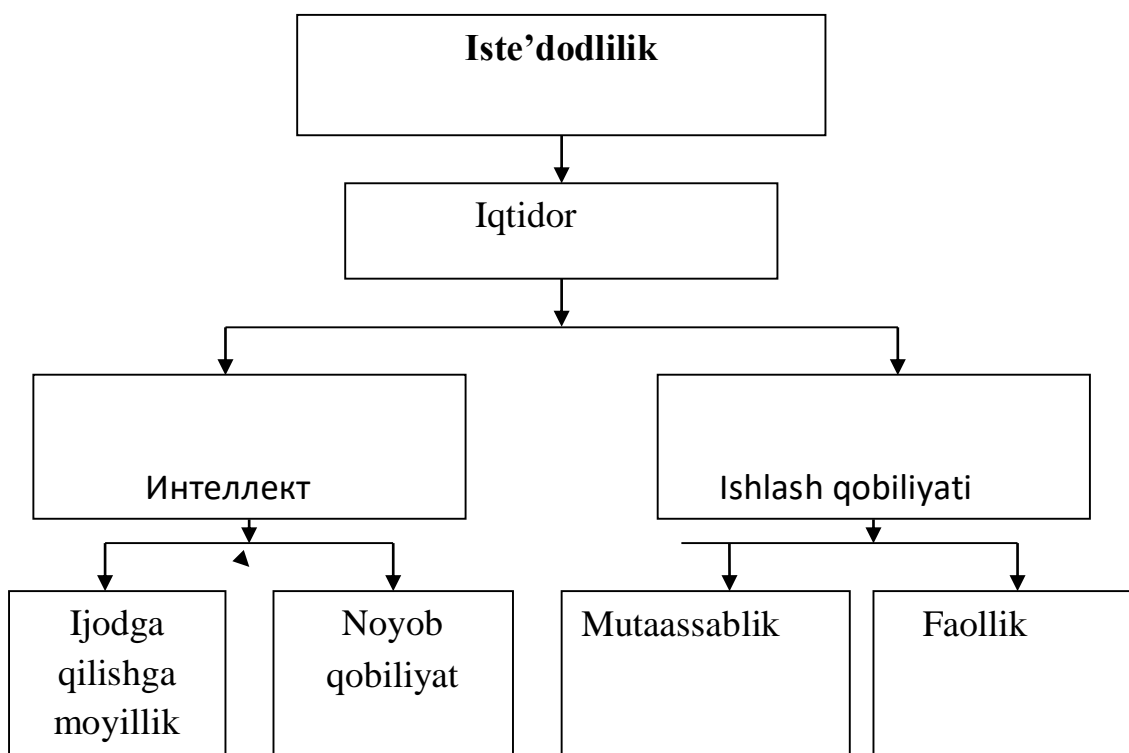 Iste’dodlilik
Iqtidor
Интеллект
Ishlash qobiliyati
Ijodga
qilishga
moyillik
Noyob
qobiliyat
Mutaassablik
Faollik